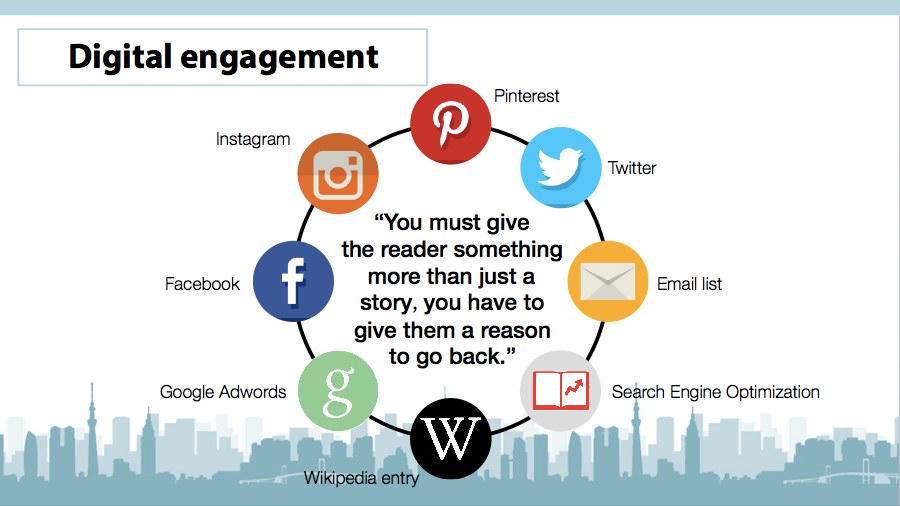 Digital engagement
Pinterest
Instagram
Twitter
“You must give
the reader something
more than just a
story, you have to
give them a reason
to go back.”
Facebook
Email list
Google Adwords
g
Search Engine Optimization
W
Wikipedia entry